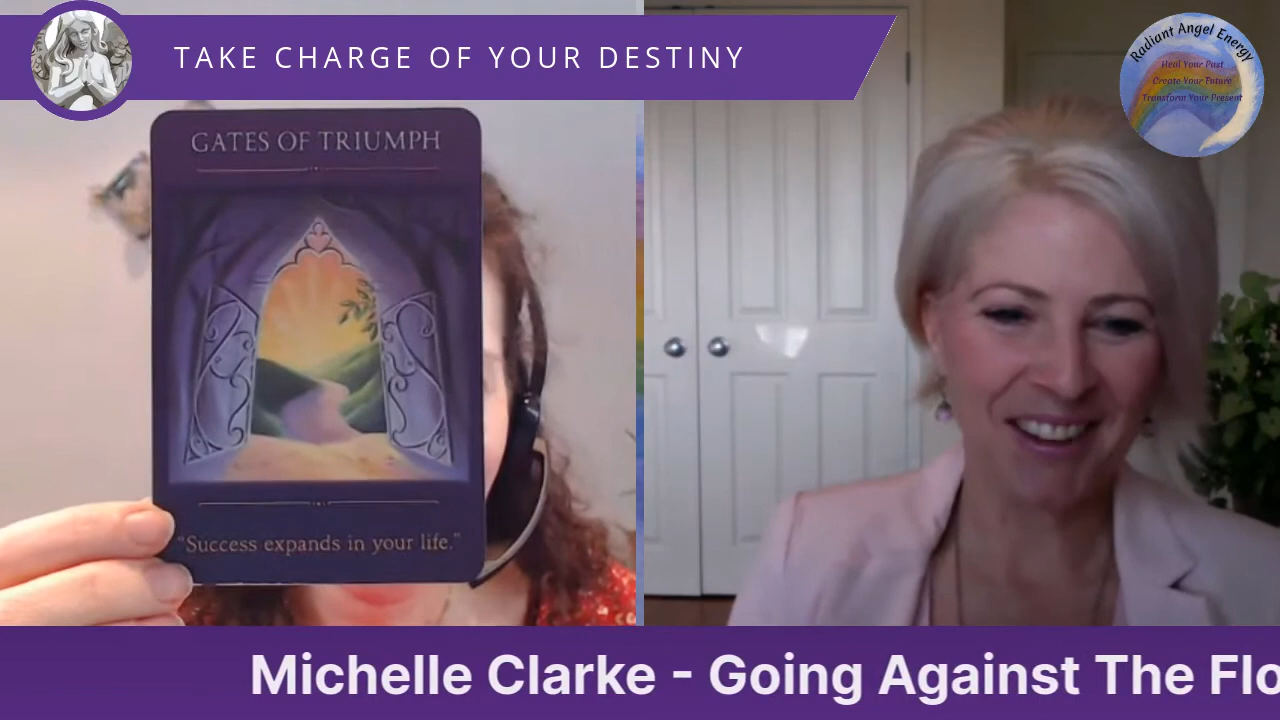 TAKE CHARGE OF YOUR DESTINY
Radiant Angel Energy
Heal Your Past
Create Your Future
Transform Your Present
GATES OF TRIUMPH
"Success expands in your life."
Michelle Clarke - Going Against The Flo